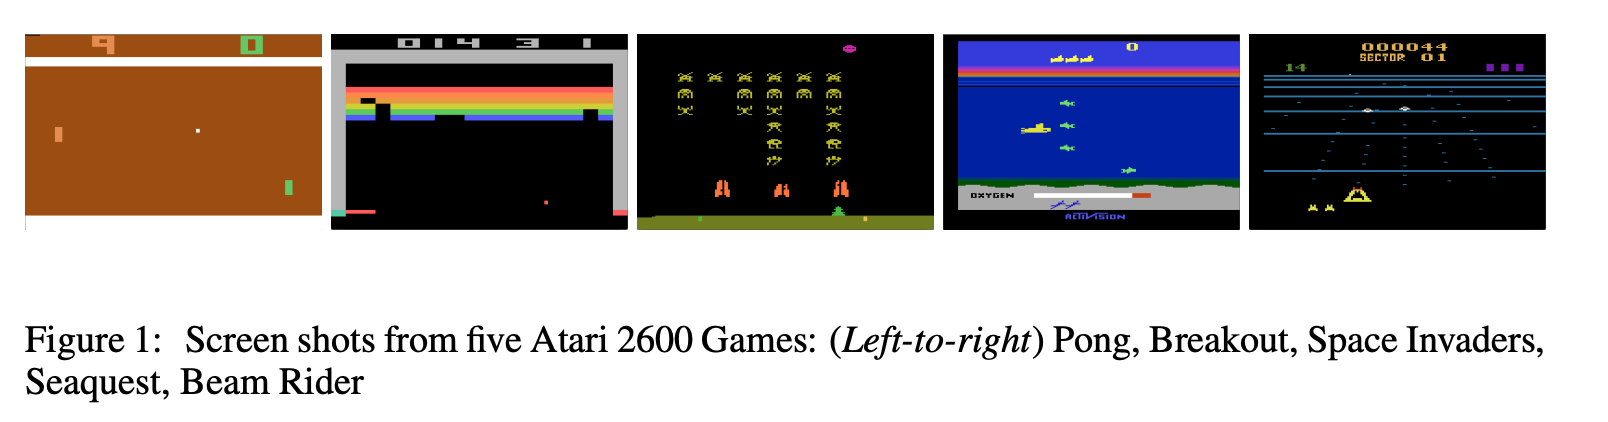 9 0
0 1 4 3 1
0
OXYGEN
ACTIVISION
000044
SECTOR 01
14
Figure 1: Screen shots from five Atari 2600 Games: (Left-to-right) Pong, Breakout, Space Invaders,
Seaquest, Beam Rider